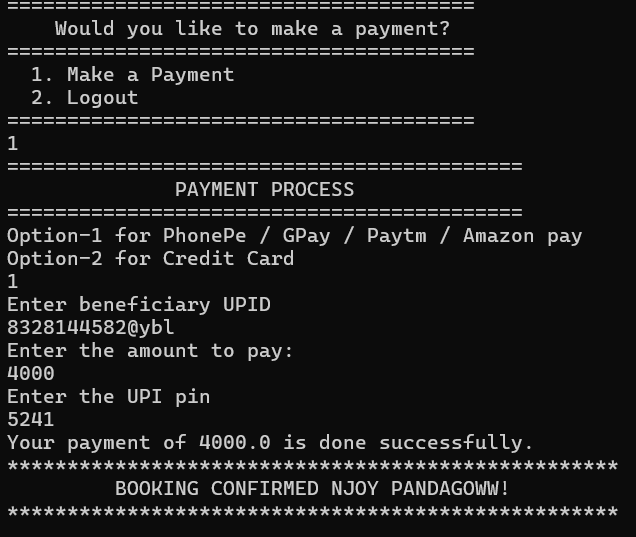 =======================================
    Would you like to make a payment?
=======================================
  1. Make a Payment
  2. Logout
=======================================
1
===========================================
              PAYMENT PROCESS
===========================================
Option-1 for PhonePe / GPay / Paytm / Amazon pay
Option-2 for Credit Card
1
Enter beneficiary UPID
8328144582@ybl
Enter the amount to pay:
4000
Enter the UPI pin
5241
Your payment of 4000.0 is done successfully.
***************************************************
         BOOKING CONFIRMED NJOY PANDAGOWW!
***************************************************